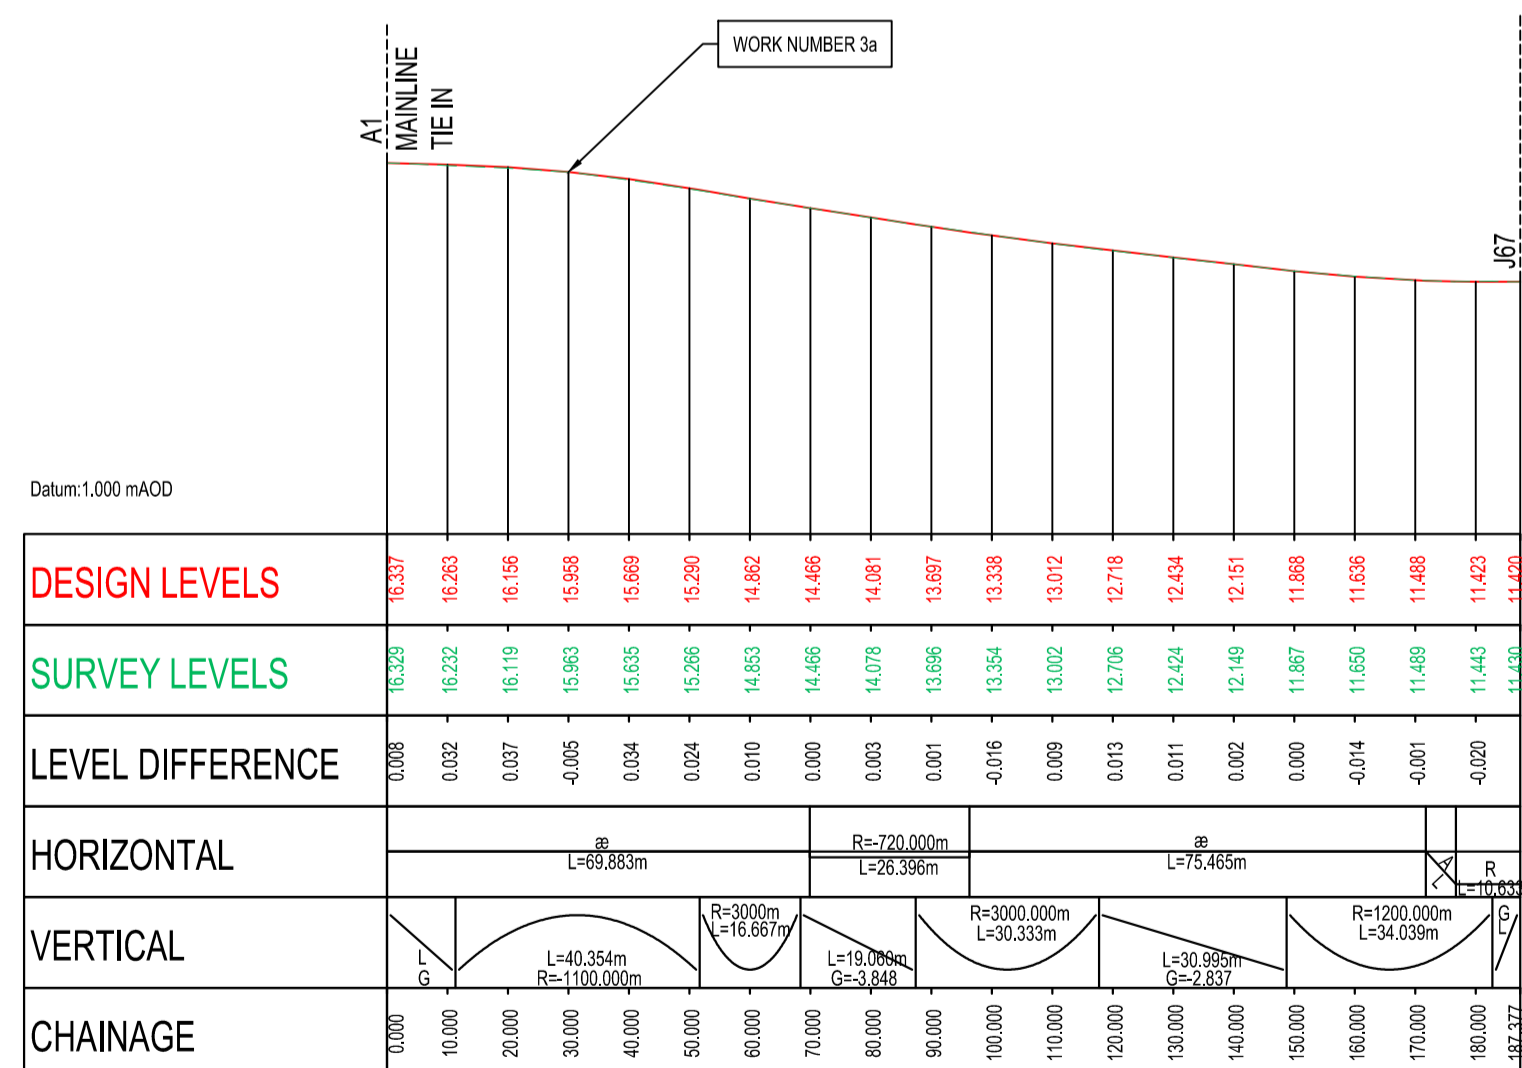 WORK NUMBER 3a
A1
MAINLINE
TIE IN
J67
Datum:1.000 mAOD
DESIGN LEVELS 16.337 16.263 16.156 15.958 15.669 15.290 14.862 14.466 14.081 13.697 13.338 13.012 12.718 12.434 12.151 11.868 11.636 11.488 11.423 11.420
SURVEY LEVELS 16.329 16.232 16.119 15.963 15.635 15.266 14.853 14.466 14.078 13.696 13.354 13.002 12.706 12.424 12.149 11.867 11.650 11.489 11.443 11.430
LEVEL DIFFERENCE 0.008 0.032 0.037 -0.005 0.034 0.024 0.010 0.000 0.003 0.001 -0.016 0.009 0.013 0.011 0.002 0.000 -0.014 -0.001 -0.020
HORIZONTAL
æ
L=69.883m
R=-720.000m
L=26.396m
æ
L=75.465m
A
L
R
L=10.633
VERTICAL
L
G
L=40.354m
R=-1100.000m
R=3000m
L=16.667m
L=19.060m
G=-3.848
R=3000.000m
L=30.333m
L=30.995m
G=-2.837
R=1200.000m
L=34.039m
G
L
CHAINAGE 0.000 10.000 20.000 30.000 40.000 50.000 60.000 70.000 80.000 90.000 100.000 110.000 120.000 130.000 140.000 150.000 160.000 170.000 180.000 187.377